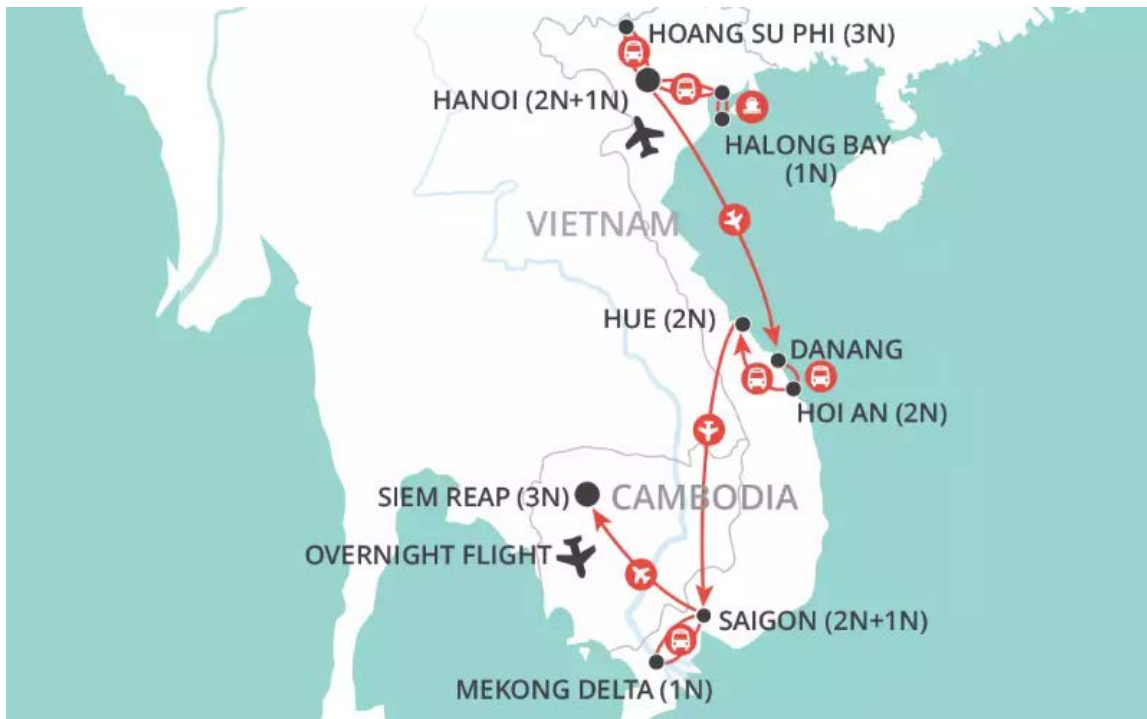 HOANG SU PHI (3N)
HANOI (2N+1N)
HALONG BAY
(1N)
VIETNAM
HUE (2N)
DANANG
HOI AN (2N)
SIEM REAP (3N)
CAMBODIA
OVERNIGHT FLIGHT
SAIGON (2N+1N)
MEKONG DELTA (1N)